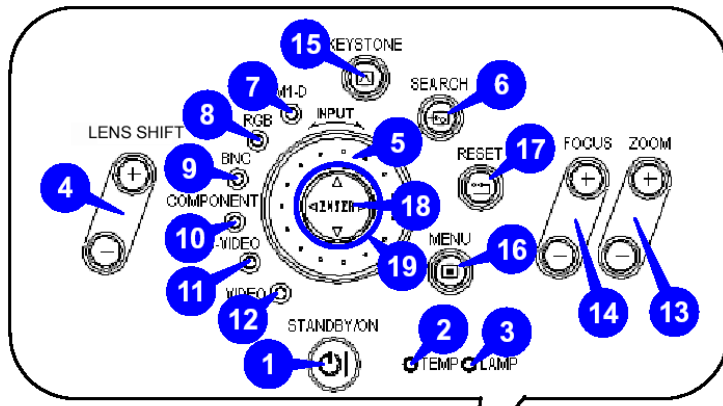 15
KEYSTONE
7
M1-D
SEARCH
6
8
RGB
INPUT
LENS SHIFT
5
FOCUS
ZOOM
9
BNC
RESET
17
4
COMPONENT
ENTER
18
10
-VIDEO
MENU
19
16
11
VIDEO
14
13
12
STANDBY/ON
2
3
1
TEMP
LAMP